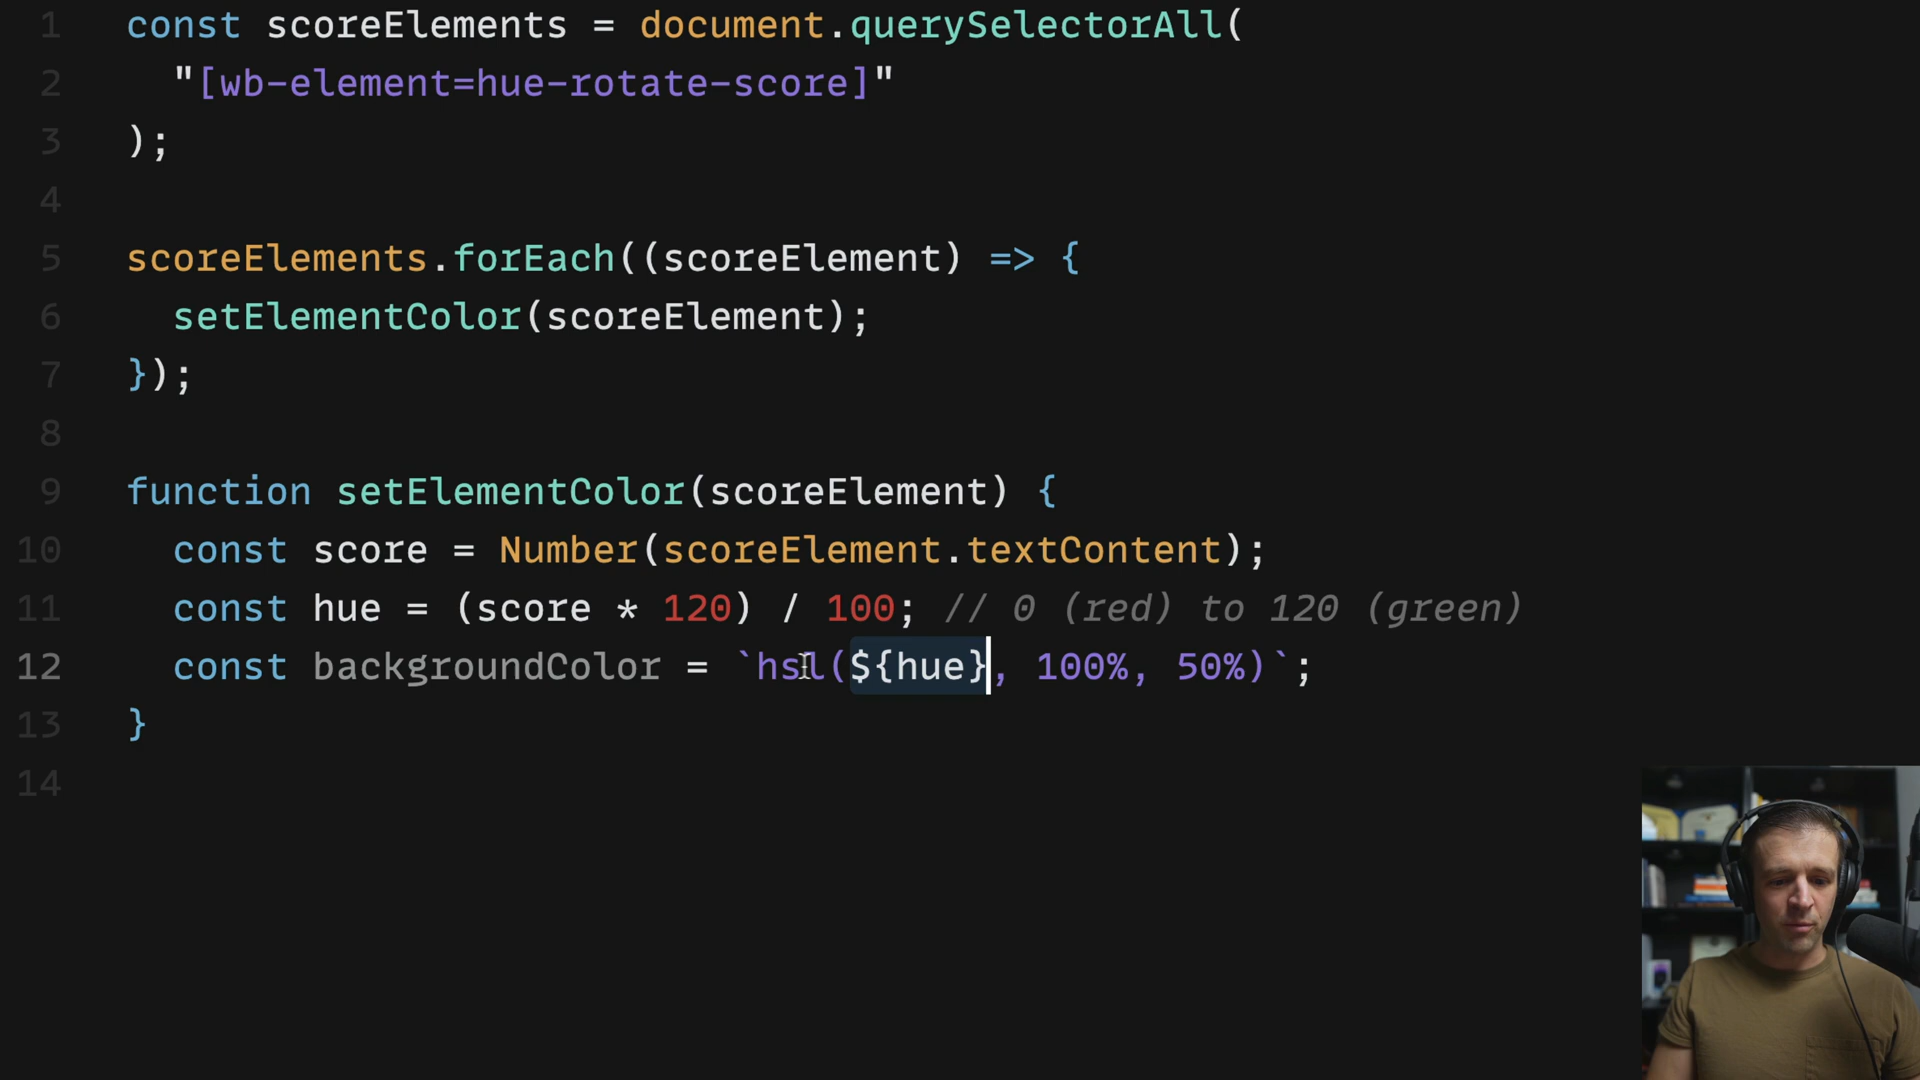 1 const scoreElements = document.querySelectorAll(
2 "[wb-element=hue-rotate-score]"
3 );
4
5 scoreElements.forEach((scoreElement) => {
6 setElementColor(scoreElement);
7 });
8
9 function setElementColor(scoreElement) {
10 const score = Number(scoreElement.textContent);
11 const hue = (score * 120) / 100; // 0 (red) to 120 (green)
12 const backgroundColor = `hsl(${hue}, 100%, 50%)`;
13 }
14